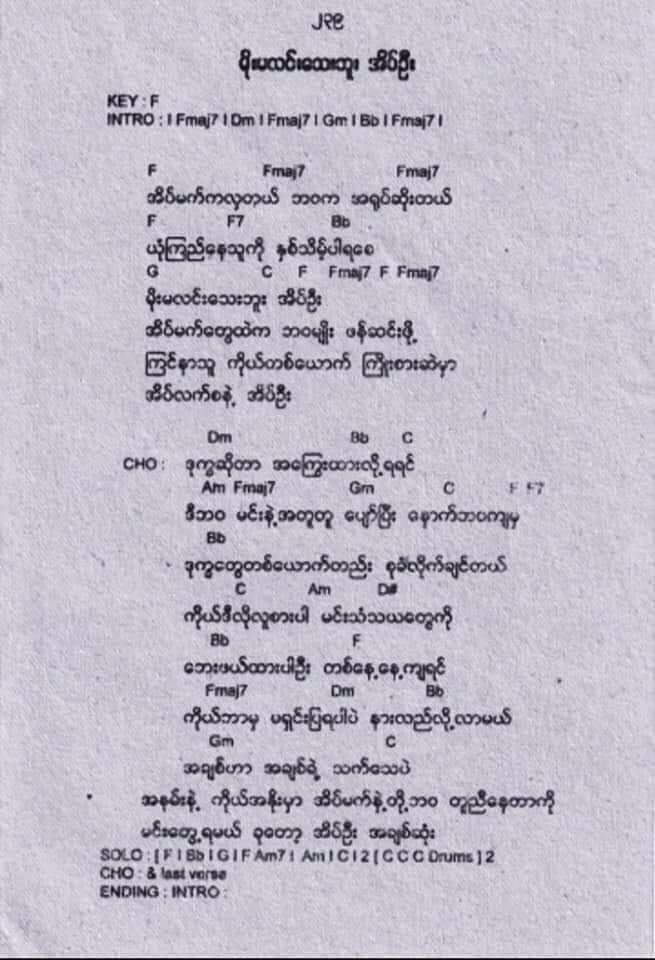 ၂၃၉
မိုးမလင်းသေးဘူး အိပ်ဦး
KEY : F
INTRO : I Fmaj7 I Dm I Fmaj7 I Gm I Bb I Fmaj7 I
F Fmaj7 Fmaj7
အိပ်မက်ကလှတယ် ဘဝက အရုပ်ဆိုးတယ်
F F7 Bb
ယုံကြည်နေသူကို နှစ်သိမ့်ပါရစေ
G C F Fmaj7 F Fmaj7
မိုးမလင်းသေးဘူး အိပ်ဦး
အိပ်မက်တွေထဲက ဘဝမျိုး ဖန်ဆင်းဖို့
ကြင်နာသူ ကိုယ်တစ်ယောက် ကြိုးစားဆဲမှာ
အိပ်လက်စနဲ့ အိပ်ဦး
Dm Bb C
CHO : ဒုက္ခဆိုတာ အကြွေးထားလို့ရရင်
Am Fmaj7 Gm C F F7
ဒီဘဝ မင်းနဲ့အတူတူ ပျော်ပြီး နောက်ဘဝကျမှ
Bb
ဒုက္ခတွေတစ်ယောက်တည်း စုခံလိုက်ချင်တယ်
C Am D#
ကိုယ်ဒီလိုလူစားပါ မင်းသံသယတွေကို
Bb F
ဘေးဖယ်ထားပါဦး တစ်နေ့နေ့ကျရင်
Fmaj7 Dm Bb
ကိုယ်ဘာမှ မရှင်းပြရပါပဲ နားလည်လို့လာမယ်
Gm C
အချစ်ဟာ အချစ်ရဲ့ သက်သေပဲ
အနမ်းနဲ့ ကိုယ်အနိုးမှာ အိပ်မက်နဲ့တို့ဘဝ တူညီနေတာကို
မင်းတွေ့ရမယ် ခုတော့ အိပ်ဦး အချစ်ဆုံး
SOLO : [ F I Bb I G I F Am7 I Am I C I 2 [ C C C Drums ] 2
CHO : & last verse
ENDING : INTRO :